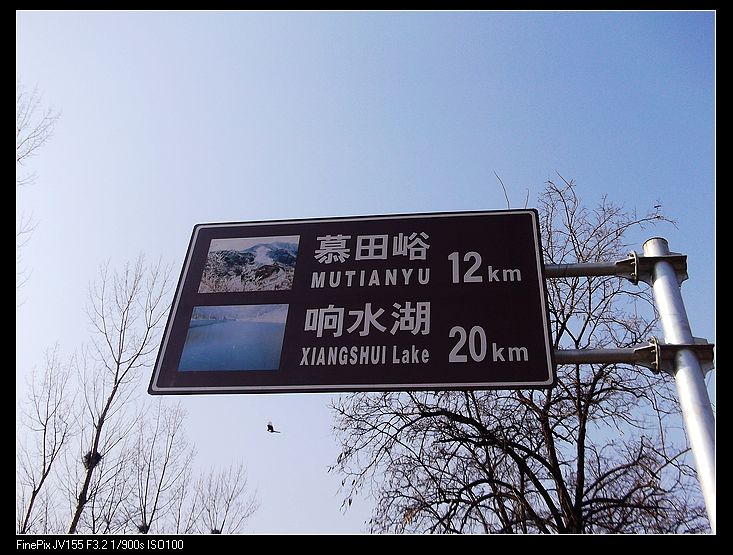 慕田峪
MUTIANYU 12km
响水湖
XIANGSHUI Lake 20km
FinePix JV155 F3.2 1/900s ISO100